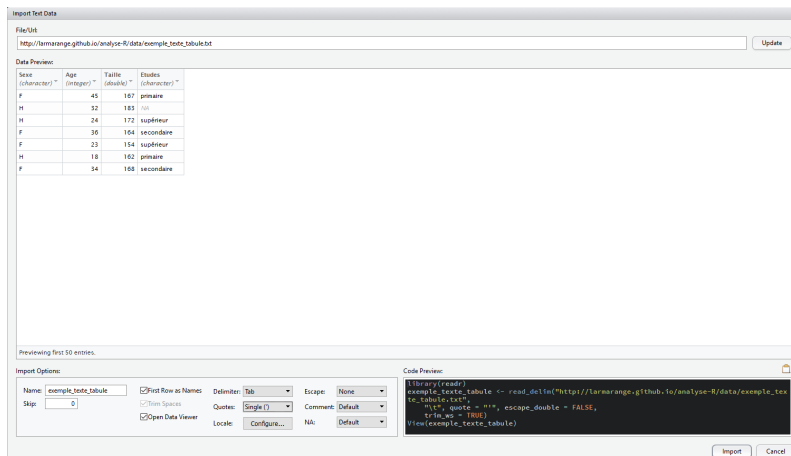 Import Text Data
File/Url:
http://larmarange.github.io/analyse-R/data/exemple_texte_tabule.txt
Update
Data Preview:
Sexe Age Taille Etudes
(character) (integer) (double) (character)
F 45 167 primaire
H 32 183 NA
H 24 172 supérieur
F 36 164 secondaire
F 23 154 supérieur
H 18 162 primaire
F 34 168 secondaire
Previewing first 50 entries.
Import Options:
Name: exemple_texte_tabule
Skip: 0
First Row as Names
Trim Spaces
Open Data Viewer
Delimiter: Tab
Quotes: Single (')
Locale: Configure...
Escape: None
Comment: Default
NA: Default
Code Preview:
library(readr)
exemple_texte_tabule <- read_delim("http://larmarange.github.io/analyse-R/data/exemple_tex
te_tabule.txt",
"\t", quote = "'", escape_double = FALSE,
trim_ws = TRUE)
View(exemple_texte_tabule)
Import Cancel